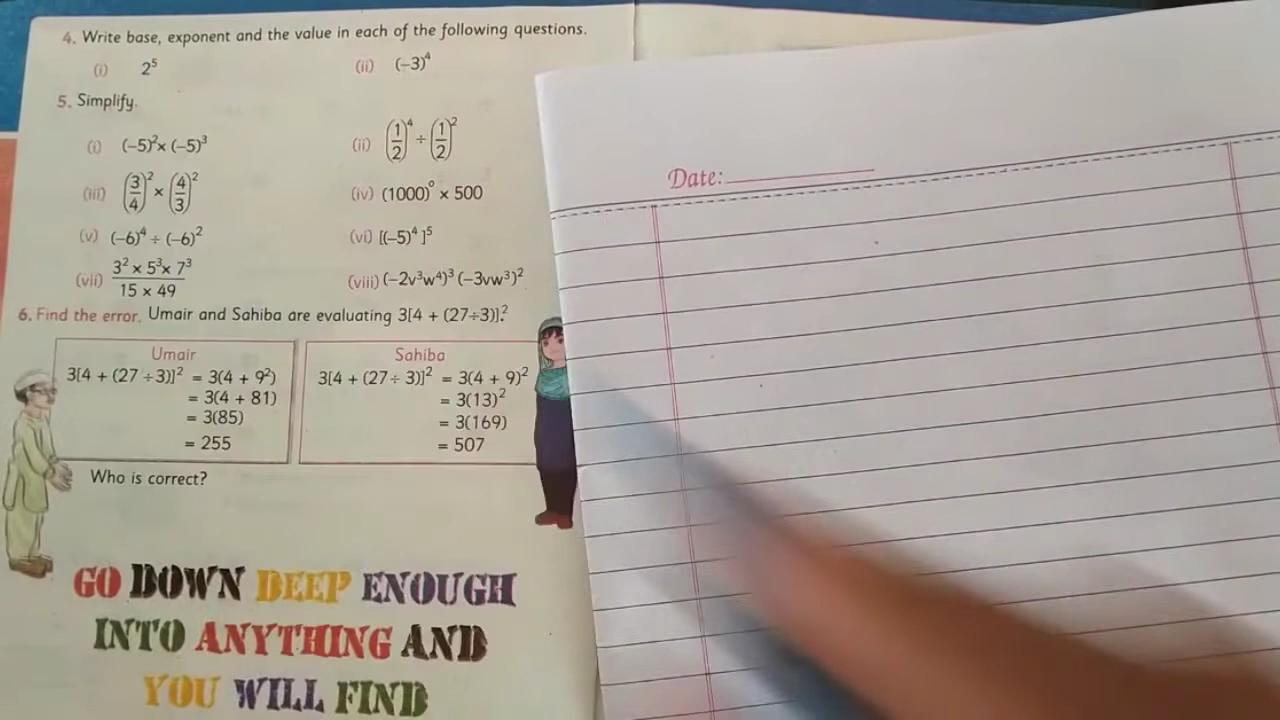 4. Write base, exponent and the value in each of the following questions.
(i) 2⁵ (ii) (−3)⁴
5. Simplify.
(i) (−5)²× (−5)³ (ii) (1/2)⁴ ÷ (1/2)²
(iii) (3/4)² × (4/3)² (iv) (1000)⁰ × 500
(v) (−6)⁴ ÷ (−6)² (vi) [(−5)⁴ ]⁵
(vii) 3² × 5³× 7³ / 15 × 49 (viii) (−2v³w⁴)³ (−3vw³)²
6. Find the error. Umair and Sahiba are evaluating 3[4 + (27÷3)].²
Umair
3[4 + (27 ÷3)]² = 3(4 + 9²)
= 3(4 + 81)
= 3(85)
= 255
Sahiba
3[4 + (27÷ 3)]² = 3(4 + 9)²
= 3(13)²
= 3(169)
= 507
Who is correct?
GO DOWN DEEP ENOUGH
INTO ANYTHING AND
YOU WILL FIND
Date: